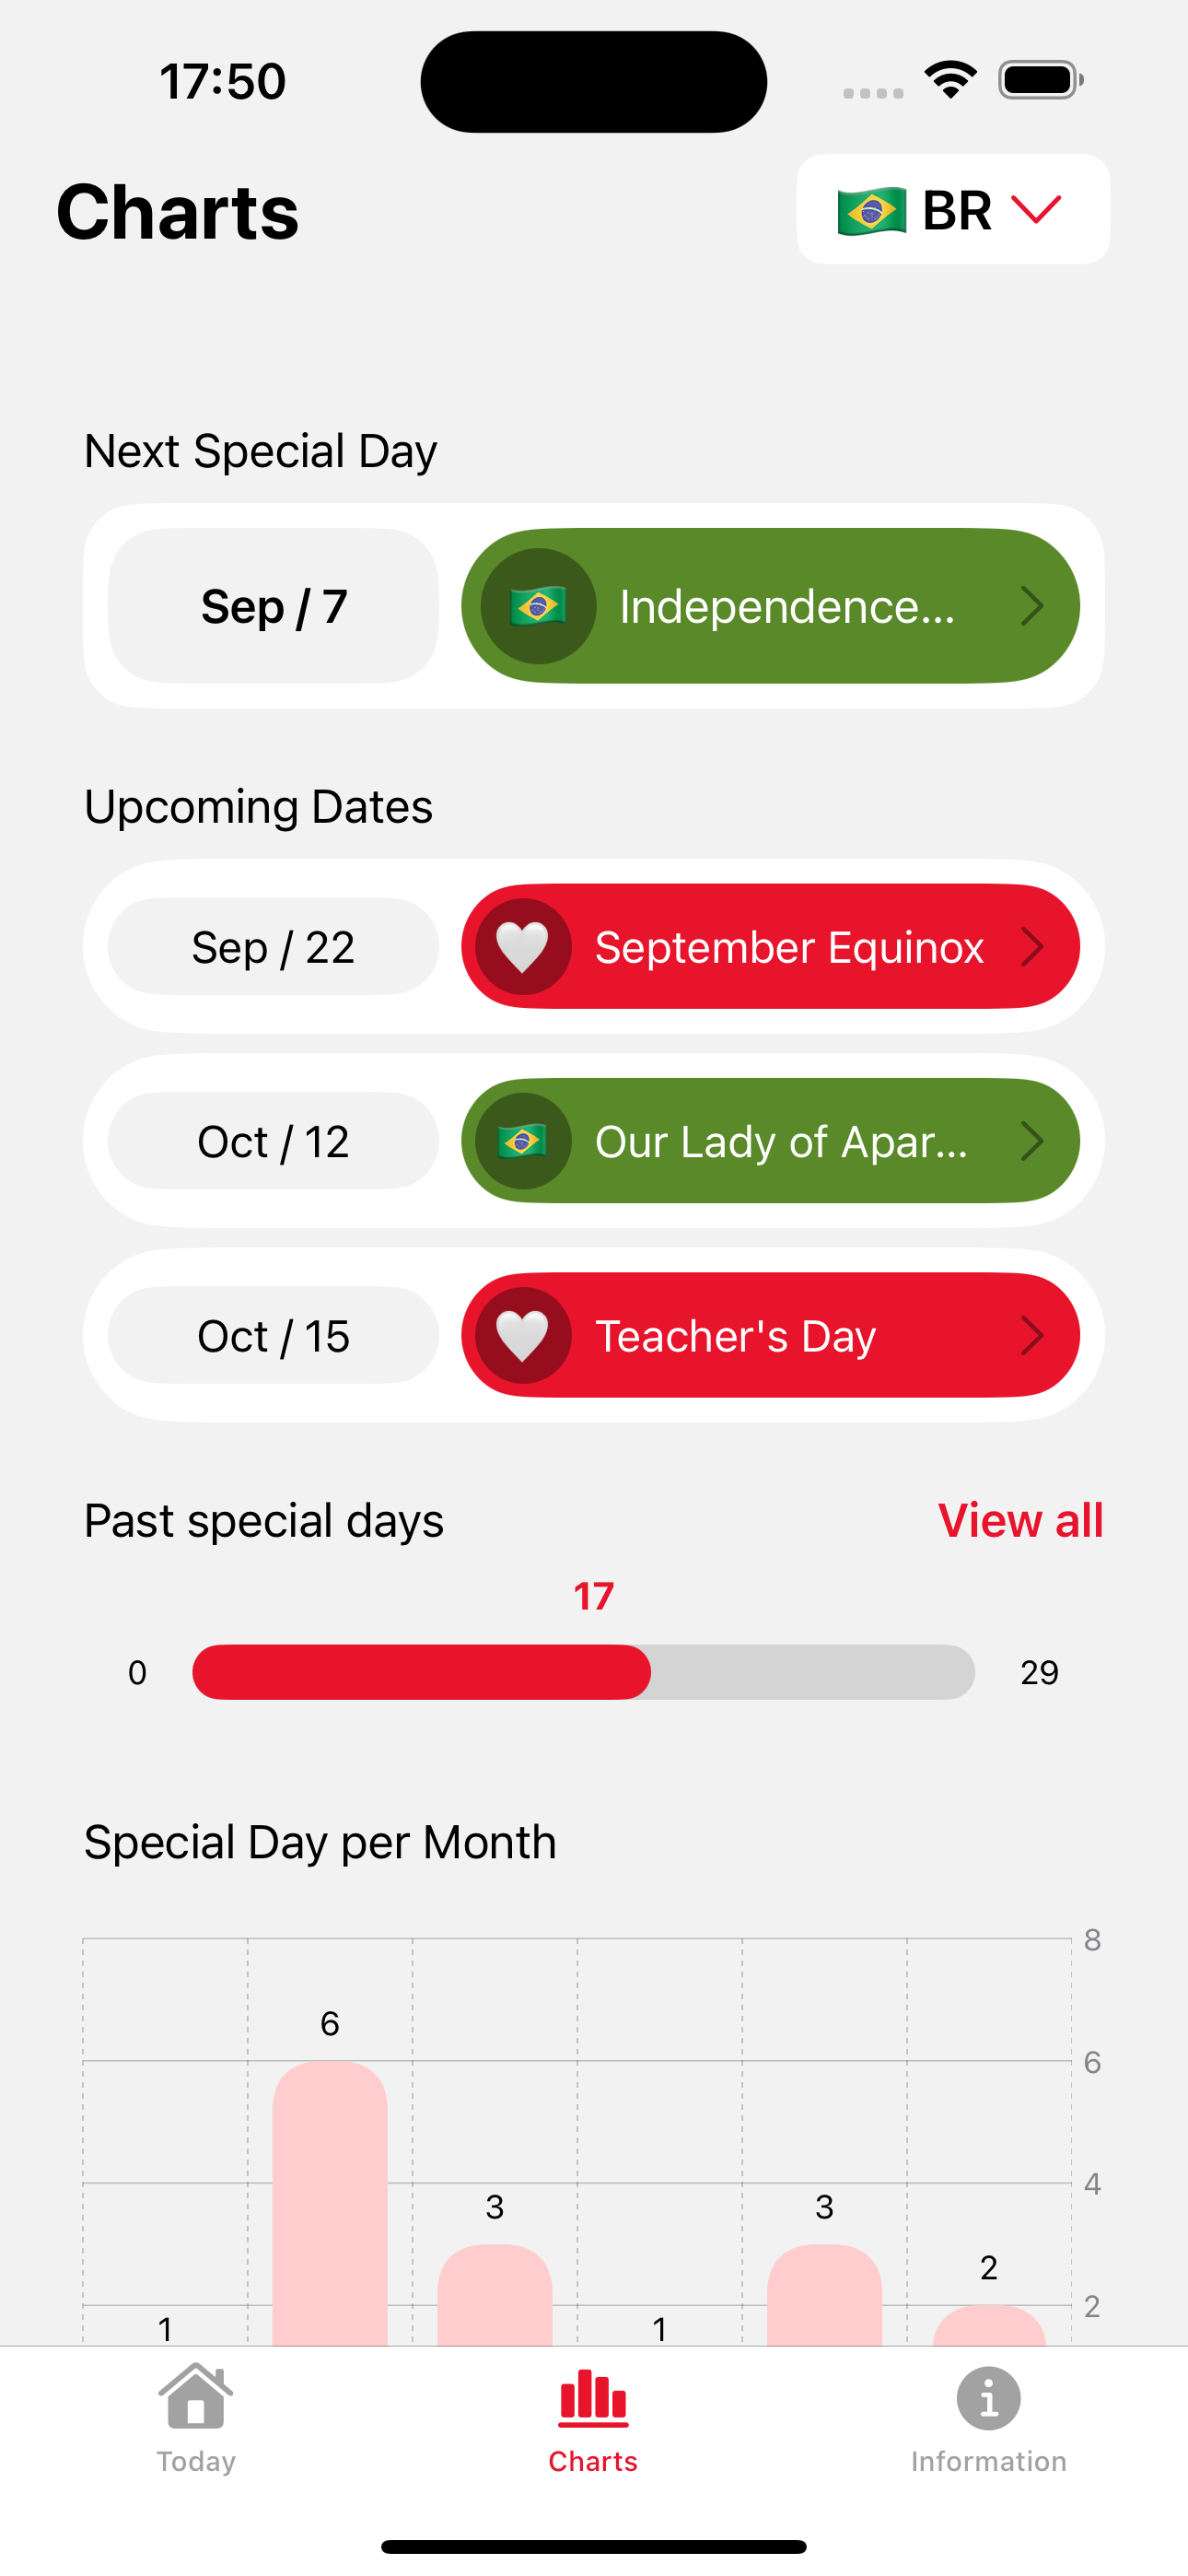 17:50
Charts
BR
Next Special Day
Sep / 7
Independence...
Upcoming Dates
Sep / 22
September Equinox
Oct / 12
Our Lady of Apar...
Oct / 15
Teacher's Day
Past special days
View all
17
0
29
Special Day per Month
8
6
6
4
3
3
2
2
1
1
Today
Charts
Information